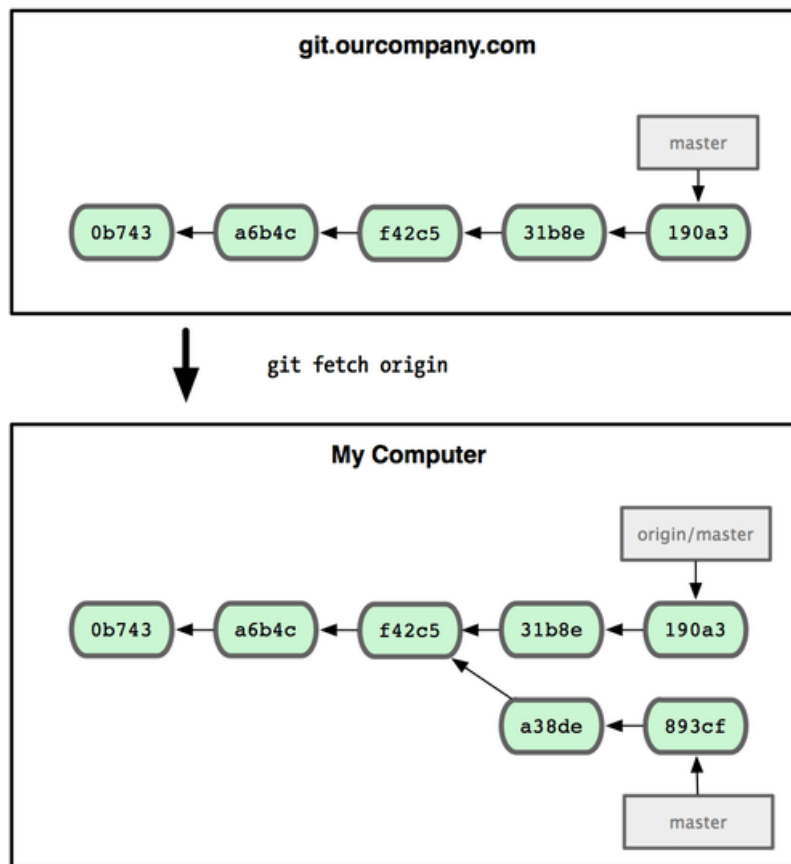 git.ourcompany.com
master
0b743 a6b4c f42c5 31b8e 190a3
git fetch origin
My Computer
origin/master
0b743 a6b4c f42c5 31b8e 190a3
a38de 893cf
master